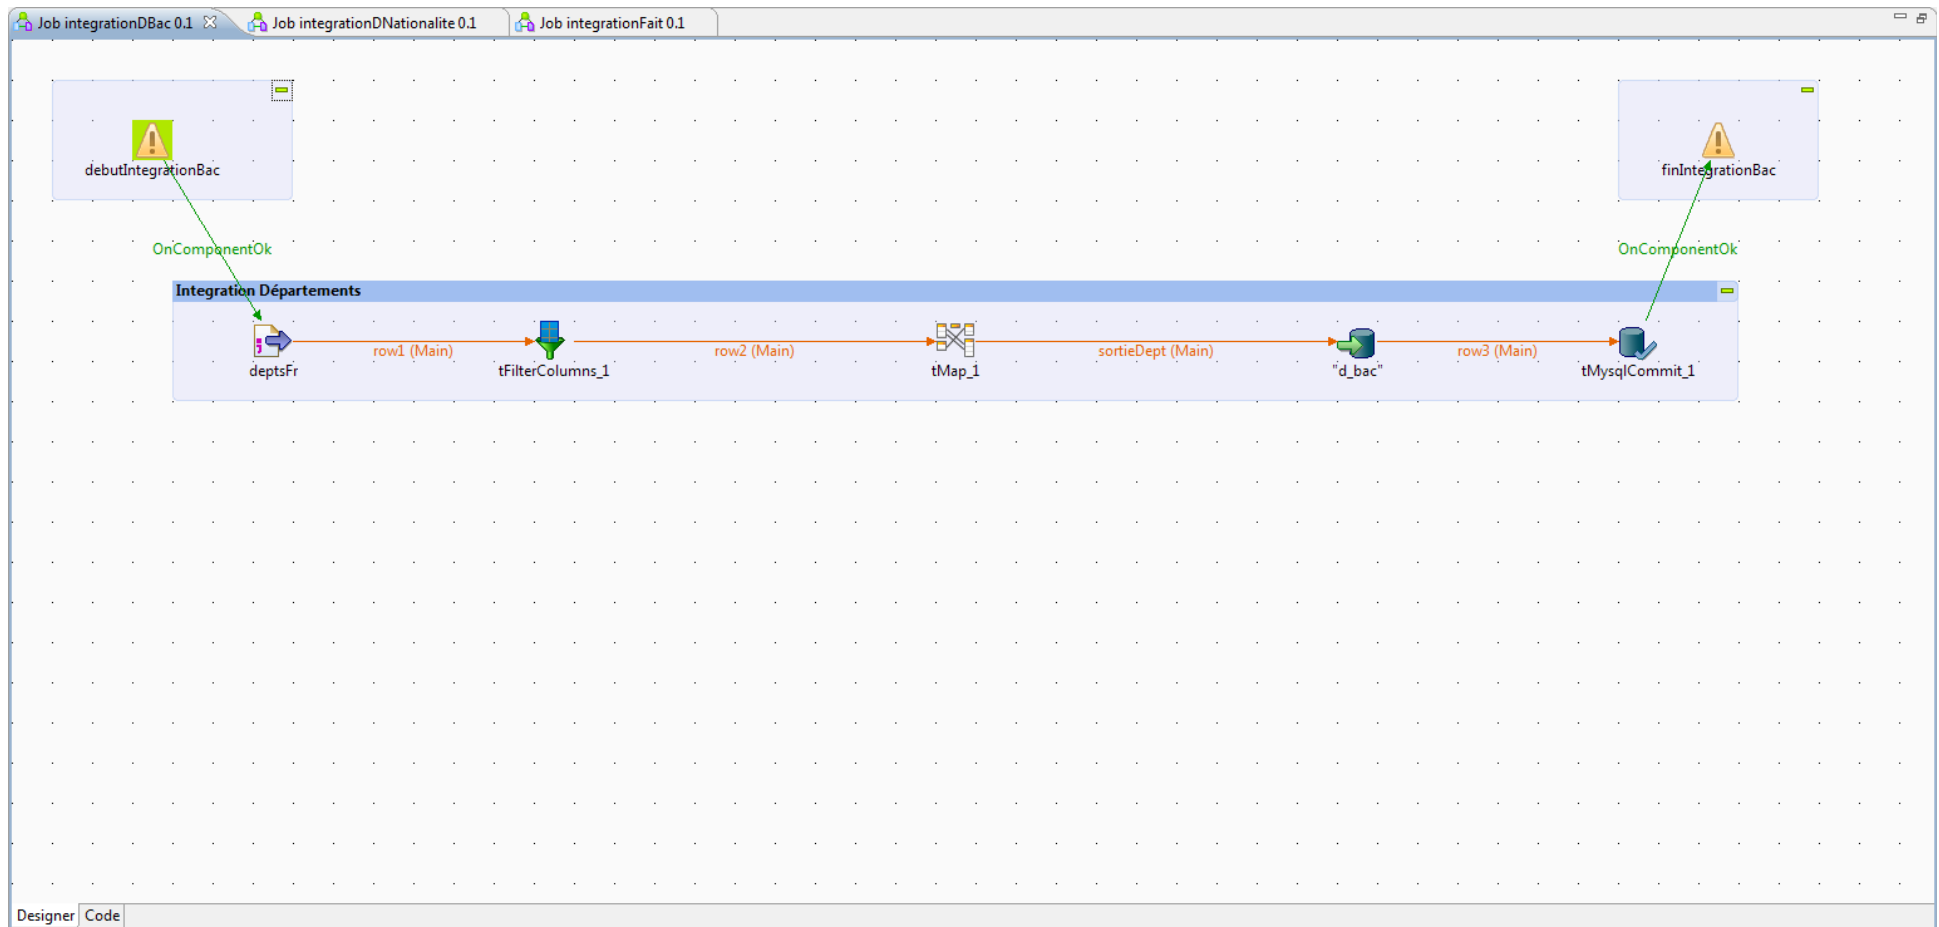 Job integrationDBac 0.1
Job integrationDNationalite 0.1
Job integrationFait 0.1
debutIntegrationBac
finIntegrationBac
OnComponentOk
OnComponentOk
Integration Départements
row1 (Main)
row2 (Main)
sortieDept (Main)
row3 (Main)
deptsFr
tFilterColumns_1
tMap_1
"d_bac"
tMysqlCommit_1
Designer
Code